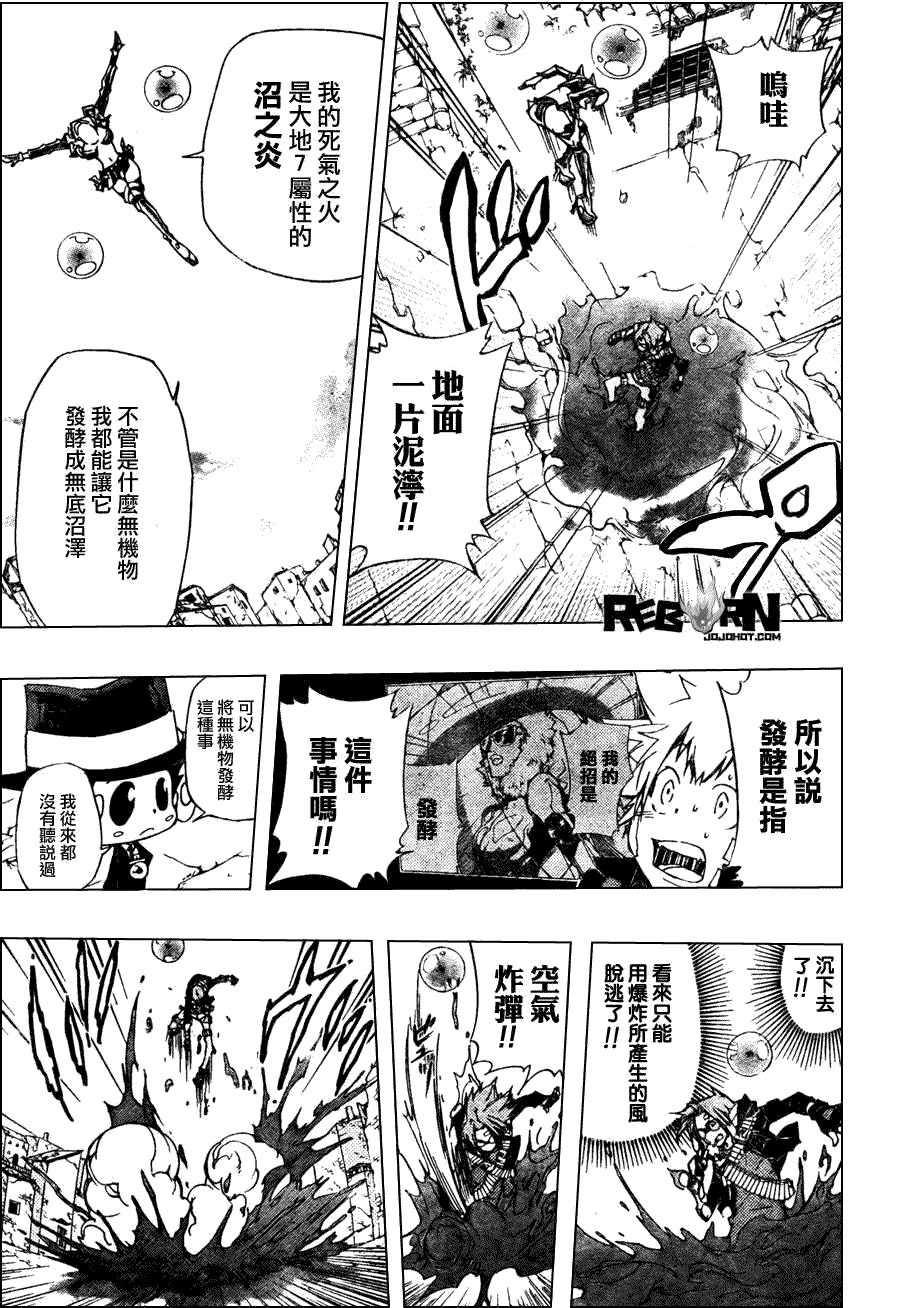 嗚哇
地面
一片泥濘!!
我的死氣之火
是大地7屬性的
沼之炎
不管是什麼無機物
我都能讓它
發酵成無底沼澤
REBORN
JOJOHOT.COM
所以説
發酵是指
我的
絕招是
發酵
這件
事情嗎!!
可以
將無機物發酵
這種事
我從來都
沒有聽説過
沉下去
了!!
看來只能
用爆炸所產生的風
脫逃了!!
空氣
炸彈!!